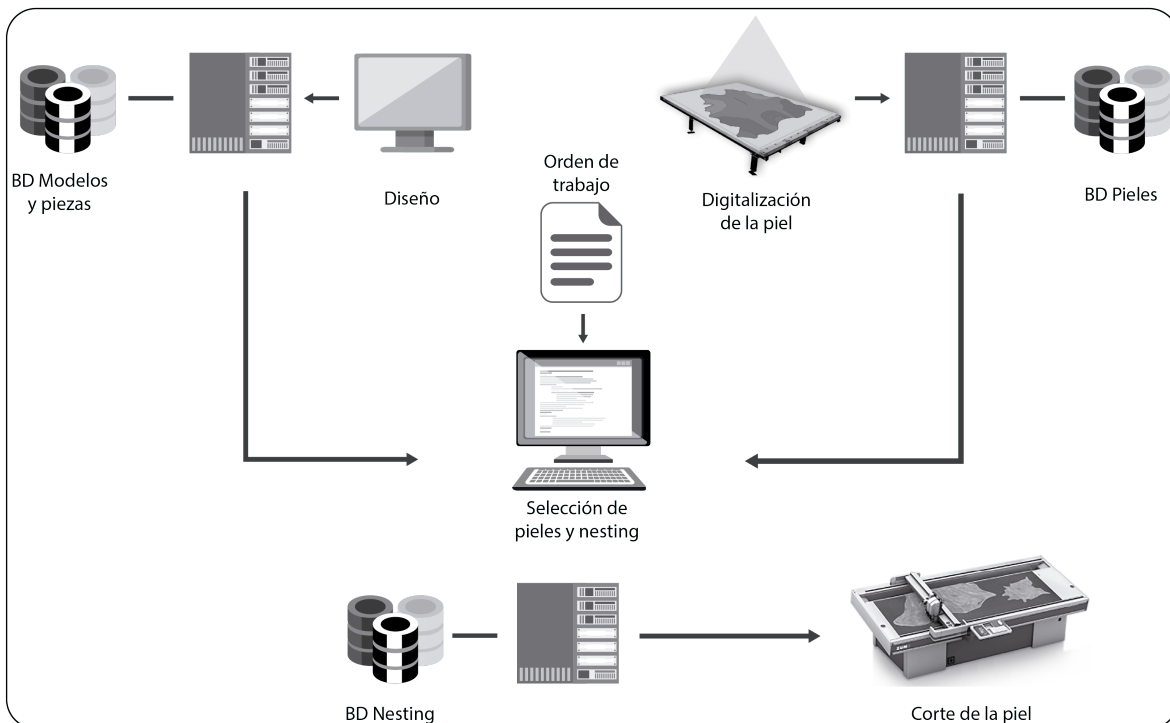 Orden de
trabajo
BD Modelos
y piezas
Diseño
Digitalización
de la piel
BD Pieles
Selección de
pieles y nesting
BD Nesting
Corte de la piel